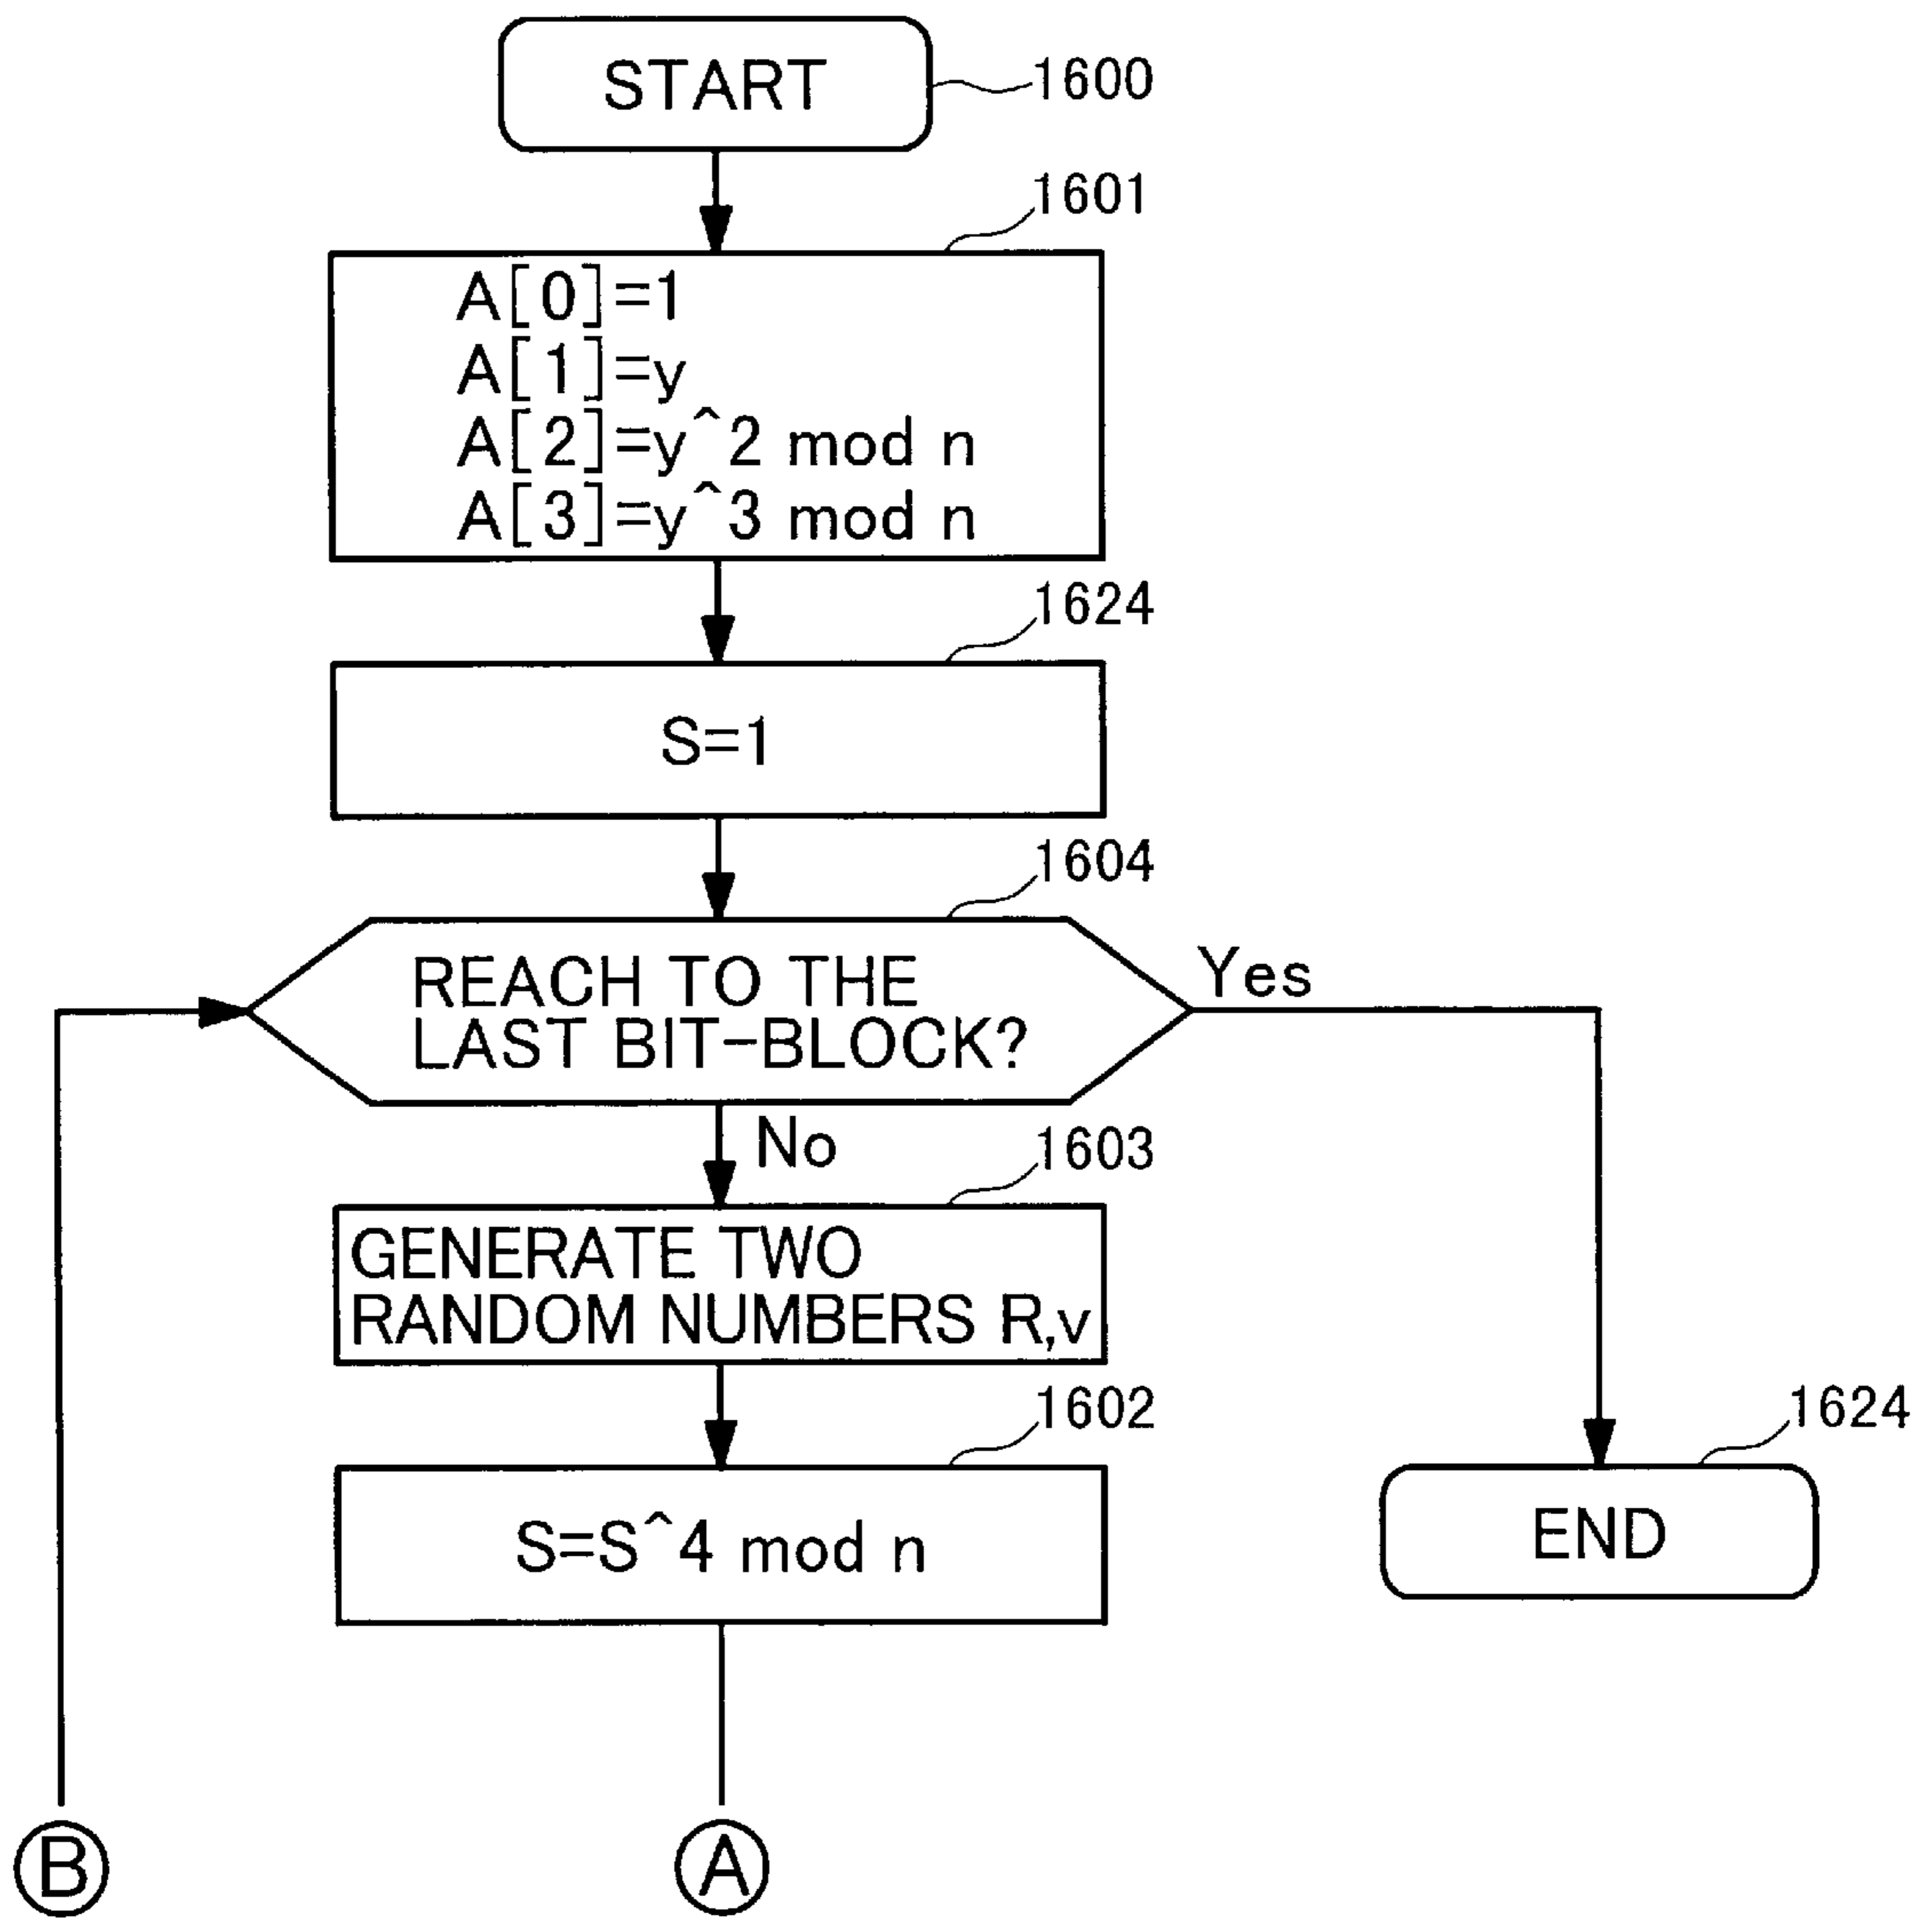 START
1600
1601
A[0]=1
A[1]=y
A[2]=y^2 mod n
A[3]=y^3 mod n
1624
S=1
1604
REACH TO THE
LAST BIT-BLOCK?
Yes
No
1603
GENERATE TWO
RANDOM NUMBERS R,v
1602
S=S^4 mod n
1624
END
B
A